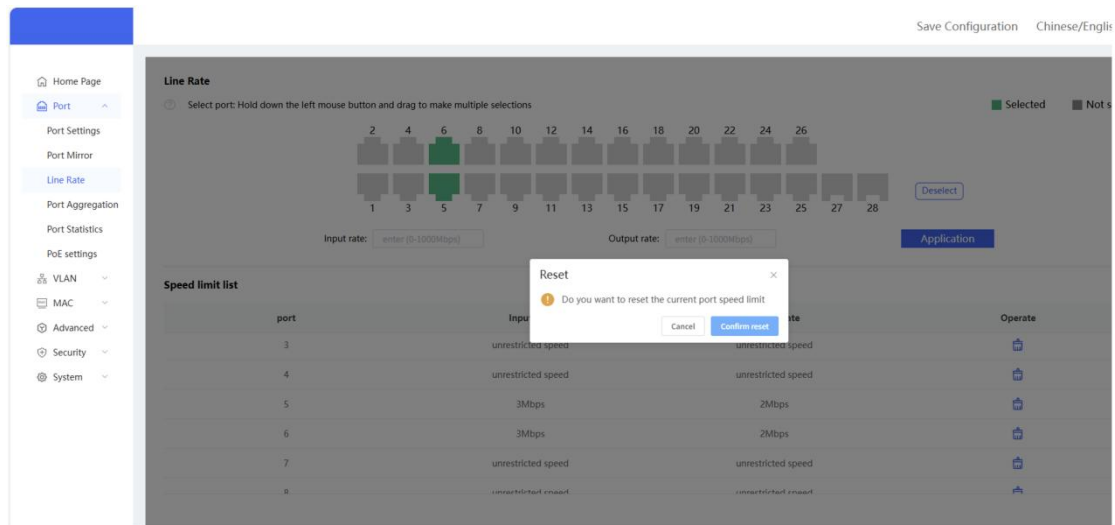 Save Configuration Chinese/Englis
Home Page
Port
Port Settings
Port Mirror
Line Rate
Port Aggregation
Port Statistics
PoE settings
VLAN
MAC
Advanced
Security
System
Line Rate
Select port: Hold down the left mouse button and drag to make multiple selections
Selected Not s
2 4 6 8 10 12 14 16 18 20 22 24 26
Deselect
1 3 5 7 9 11 13 15 17 19 21 23 25 27 28
Input rate: enter (0-1000Mbps) Output rate: enter (0-1000Mbps) Application
Reset
Do you want to reset the current port speed limit
Cancel Confirm reset
Speed limit list
port Inpu te Operate
3 unrestricted speed unrestricted speed
4 unrestricted speed unrestricted speed
5 3Mbps 2Mbps
6 3Mbps 2Mbps
7 unrestricted speed unrestricted speed
8 unrestricted speed unrestricted speed